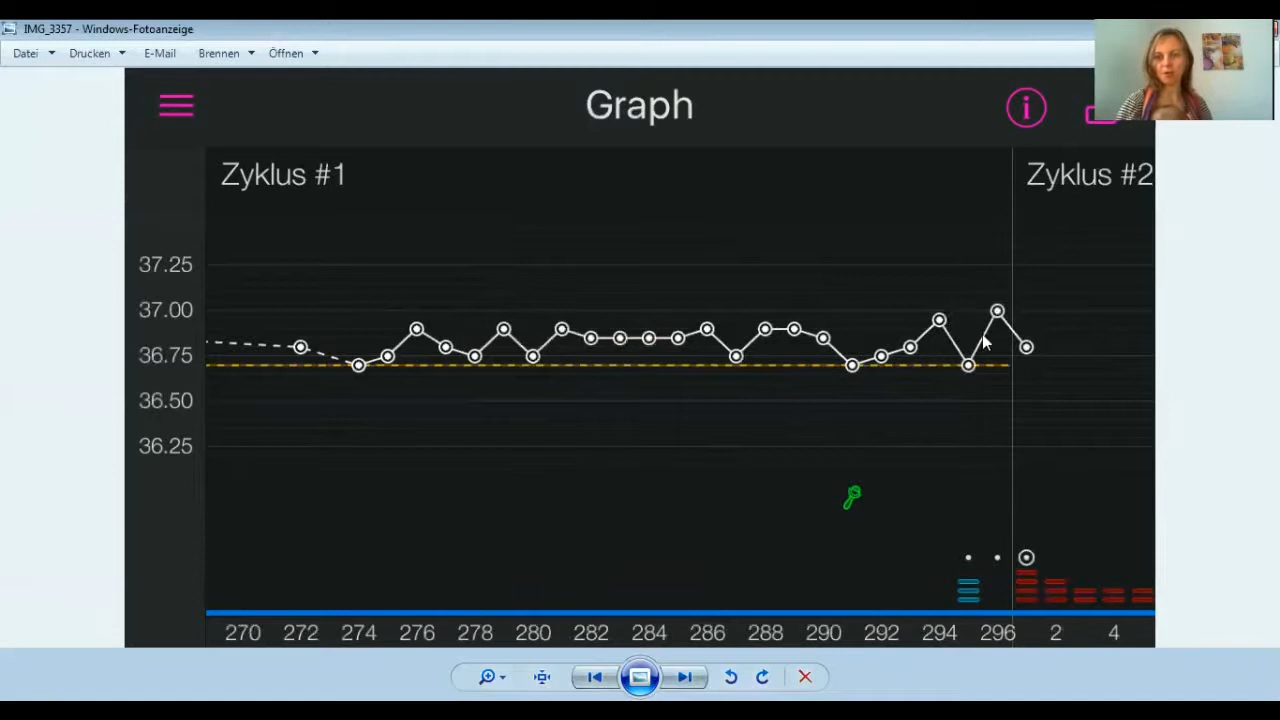 IMG_3357 - Windows-Fotoanzeige
Datei Drucken E-Mail Brennen Öffnen
Graph
i
Zyklus #1 Zyklus #2
37.25
37.00
36.75
36.50
36.25
270 272 274 276 278 280 282 284 286 288 290 292 294 296 2 4